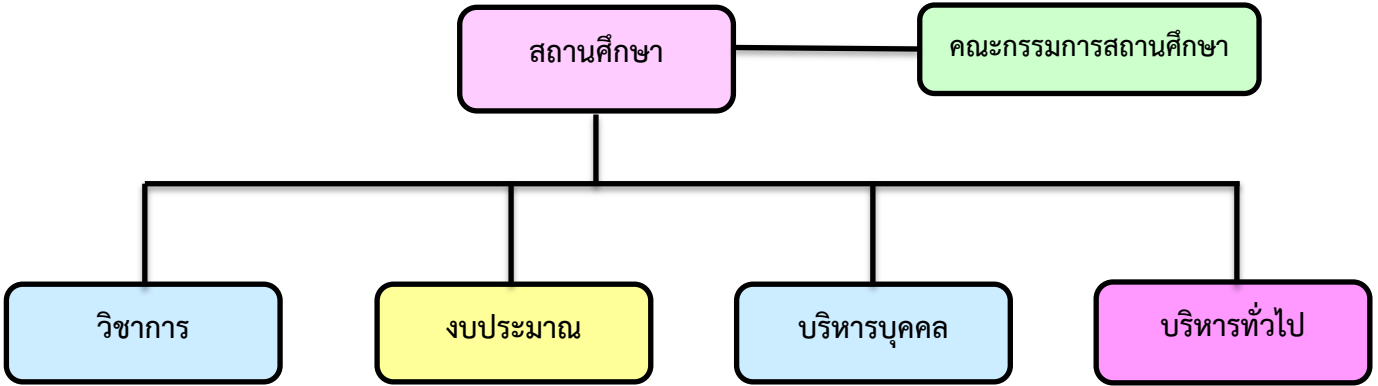 สถานศึกษา
คณะกรรมการสถานศึกษา
วิชาการ
งบประมาณ
บริหารบุคคล
บริหารทั่วไป